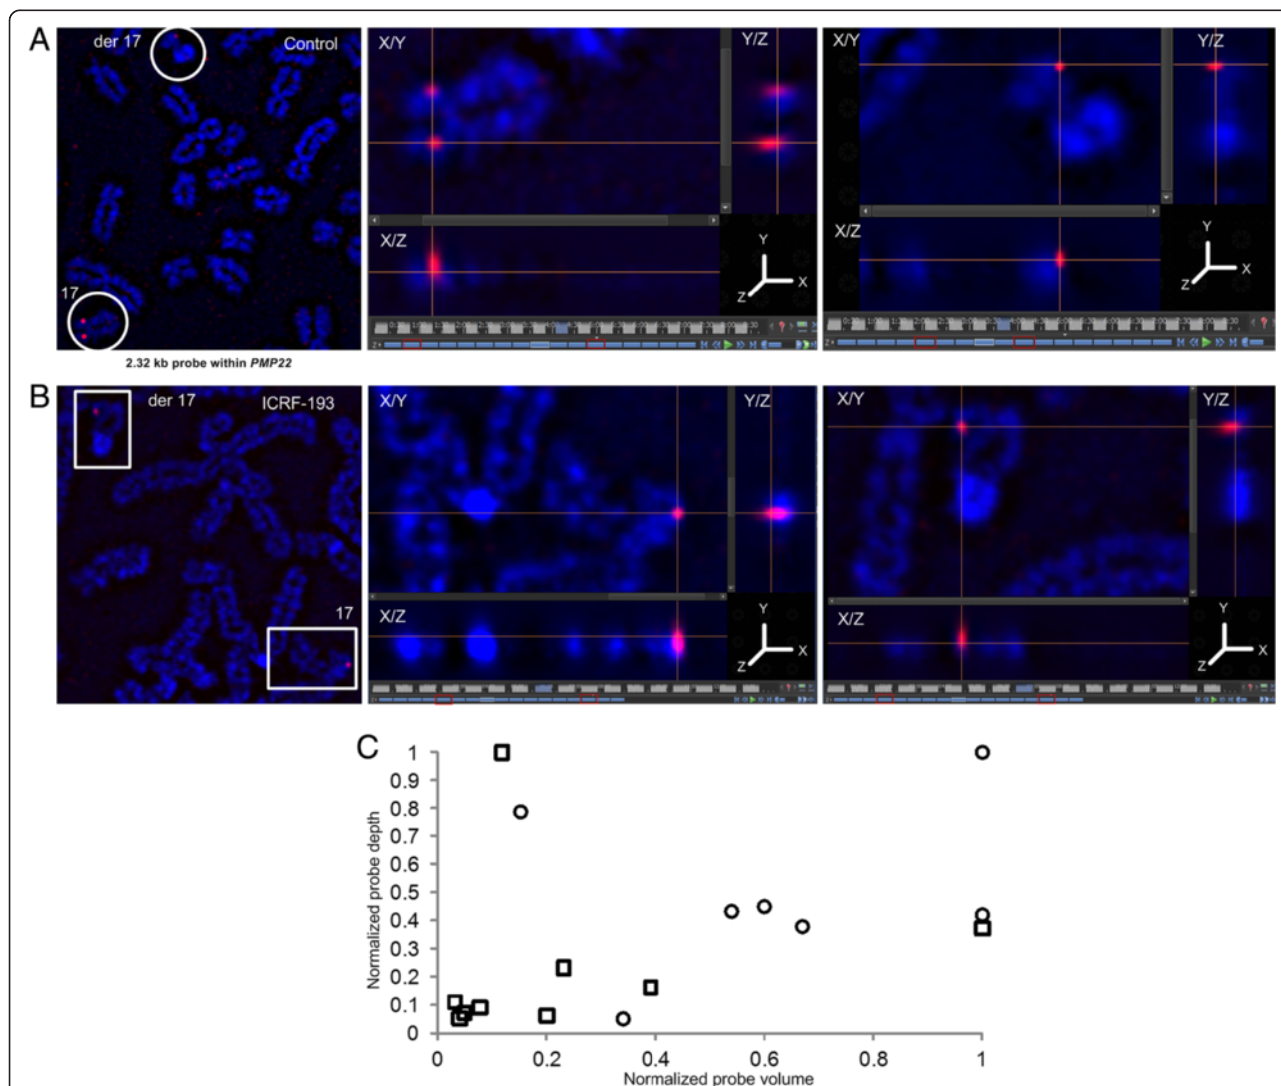 A
der 17
Control
17
2.32 kb probe within PMP22
X/Y
Y/Z
X/Z
Y
Z
X
X/Y
Y/Z
X/Z
Y
Z
X
B
der 17
ICRF-193
17
X/Y
Y/Z
X/Z
Y
Z
X
X/Y
Y/Z
X/Z
Y
Z
X
C
Normalized probe depth
1
0.9
0.8
0.7
0.6
0.5
0.4
0.3
0.2
0.1
0
0
0.2
0.4
0.6
0.8
1
Normalized probe volume